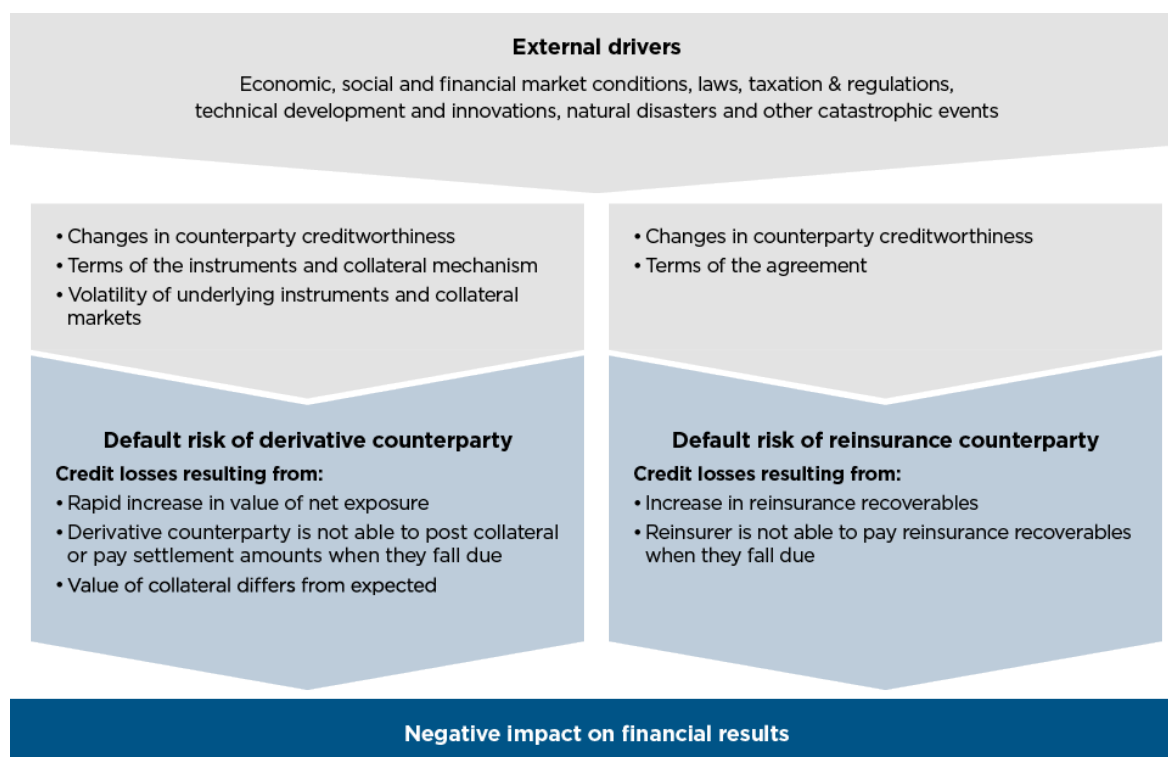 External drivers
Economic, social and financial market conditions, laws, taxation & regulations,
technical development and innovations, natural disasters and other catastrophic events
• Changes in counterparty creditworthiness
• Terms of the instruments and collateral mechanism
• Volatility of underlying instruments and collateral
markets
• Changes in counterparty creditworthiness
• Terms of the agreement
Default risk of derivative counterparty
Credit losses resulting from:
• Rapid increase in value of net exposure
• Derivative counterparty is not able to post collateral
or pay settlement amounts when they fall due
• Value of collateral differs from expected
Default risk of reinsurance counterparty
Credit losses resulting from:
• Increase in reinsurance recoverables
• Reinsurer is not able to pay reinsurance recoverables
when they fall due
Negative impact on financial results